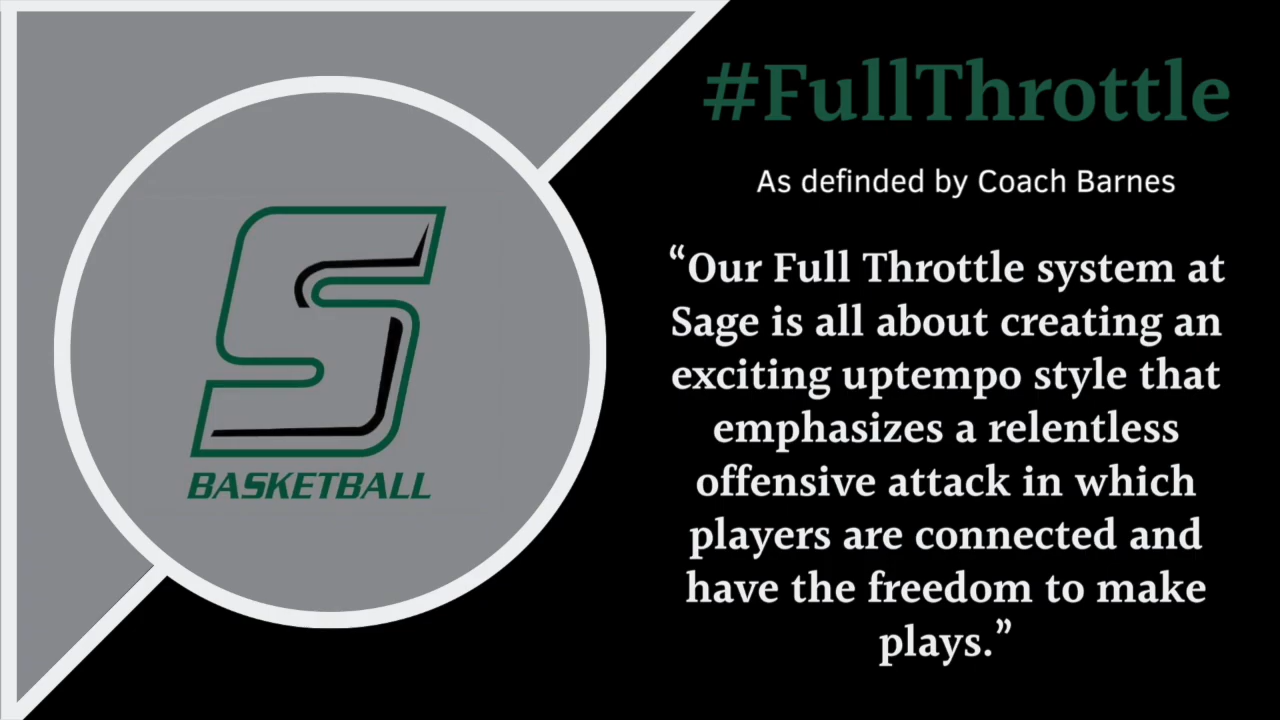 #FullThrottle
As definded by Coach Barnes
“Our Full Throttle system at
Sage is all about creating an
exciting uptempo style that
emphasizes a relentless
offensive attack in which
players are connected and
have the freedom to make
plays.”
S
BASKETBALL